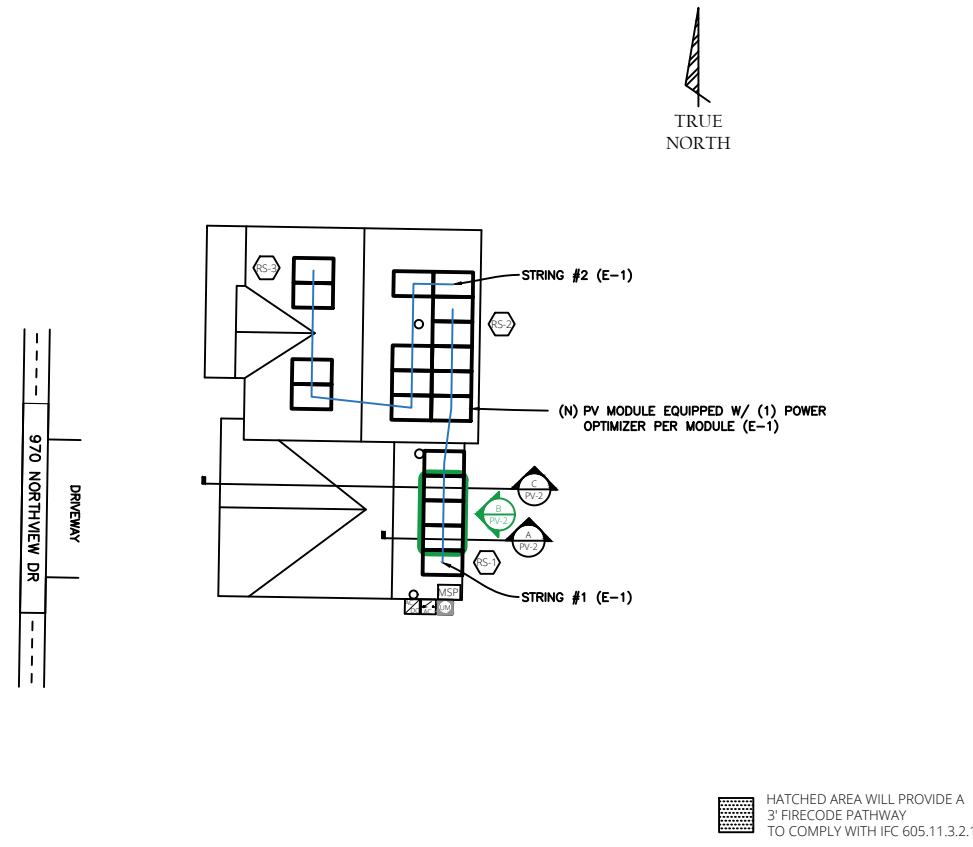 TRUE
NORTH
RS-3
STRING #2 (E-1)
RS-2
(N) PV MODULE EQUIPPED W/ (1) POWER
OPTIMIZER PER MODULE (E-1)
970 NORTHVIEW DR
DRIVEWAY
C
PV-2
B
PV-2
A
PV-2
RS-1
MSP
UM
STRING #1 (E-1)
HATCHED AREA WILL PROVIDE A
3' FIRECODE PATHWAY
TO COMPLY WITH IFC 605.11.3.2.1